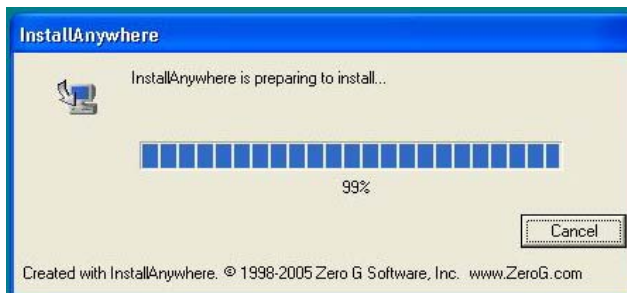 InstallAnywhere
InstallAnywhere is preparing to install...
99%
Cancel
Created with InstallAnywhere. © 1998-2005 Zero G Software, Inc. www.ZeroG.com